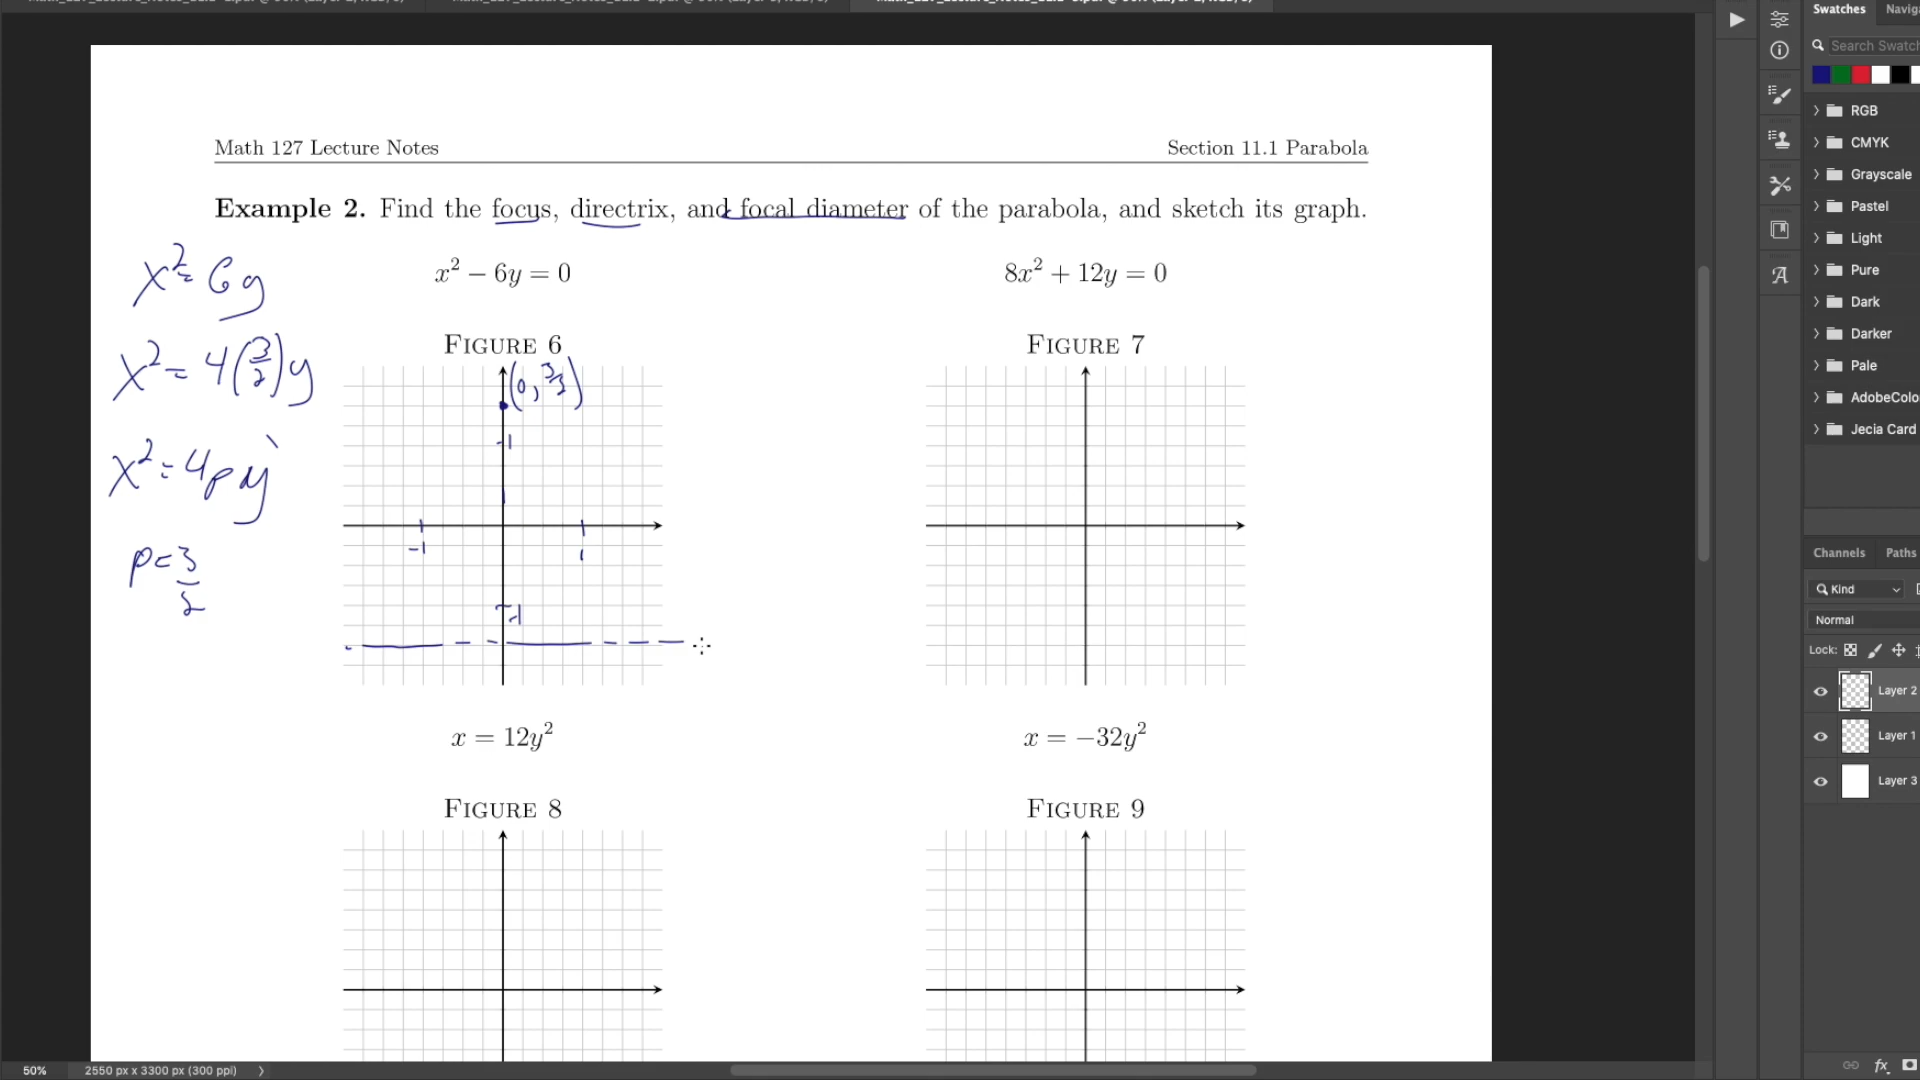 Swatches
Search Swatch
Math 127 Lecture Notes
Section 11.1 Parabola
Example 2. Find the focus, directrix, and focal diameter of the parabola, and sketch its graph.
x² = 6y
x² − 6y = 0
8x² + 12y = 0
x² = 4(3/2)y
x² = 4py
p = 3/2
FIGURE 6
FIGURE 7
(0, 3/2)
1
-1
1
-1
x = 12y²
x = −32y²
FIGURE 8
FIGURE 9
RGB
CMYK
Grayscale
Pastel
Light
Pure
Dark
Darker
Pale
AdobeColo
Jecia Card
Channels
Paths
Kind
Normal
Lock:
Layer 2
Layer 1
Layer 3
fx
50%
2550 px x 3300 px (300 ppi)